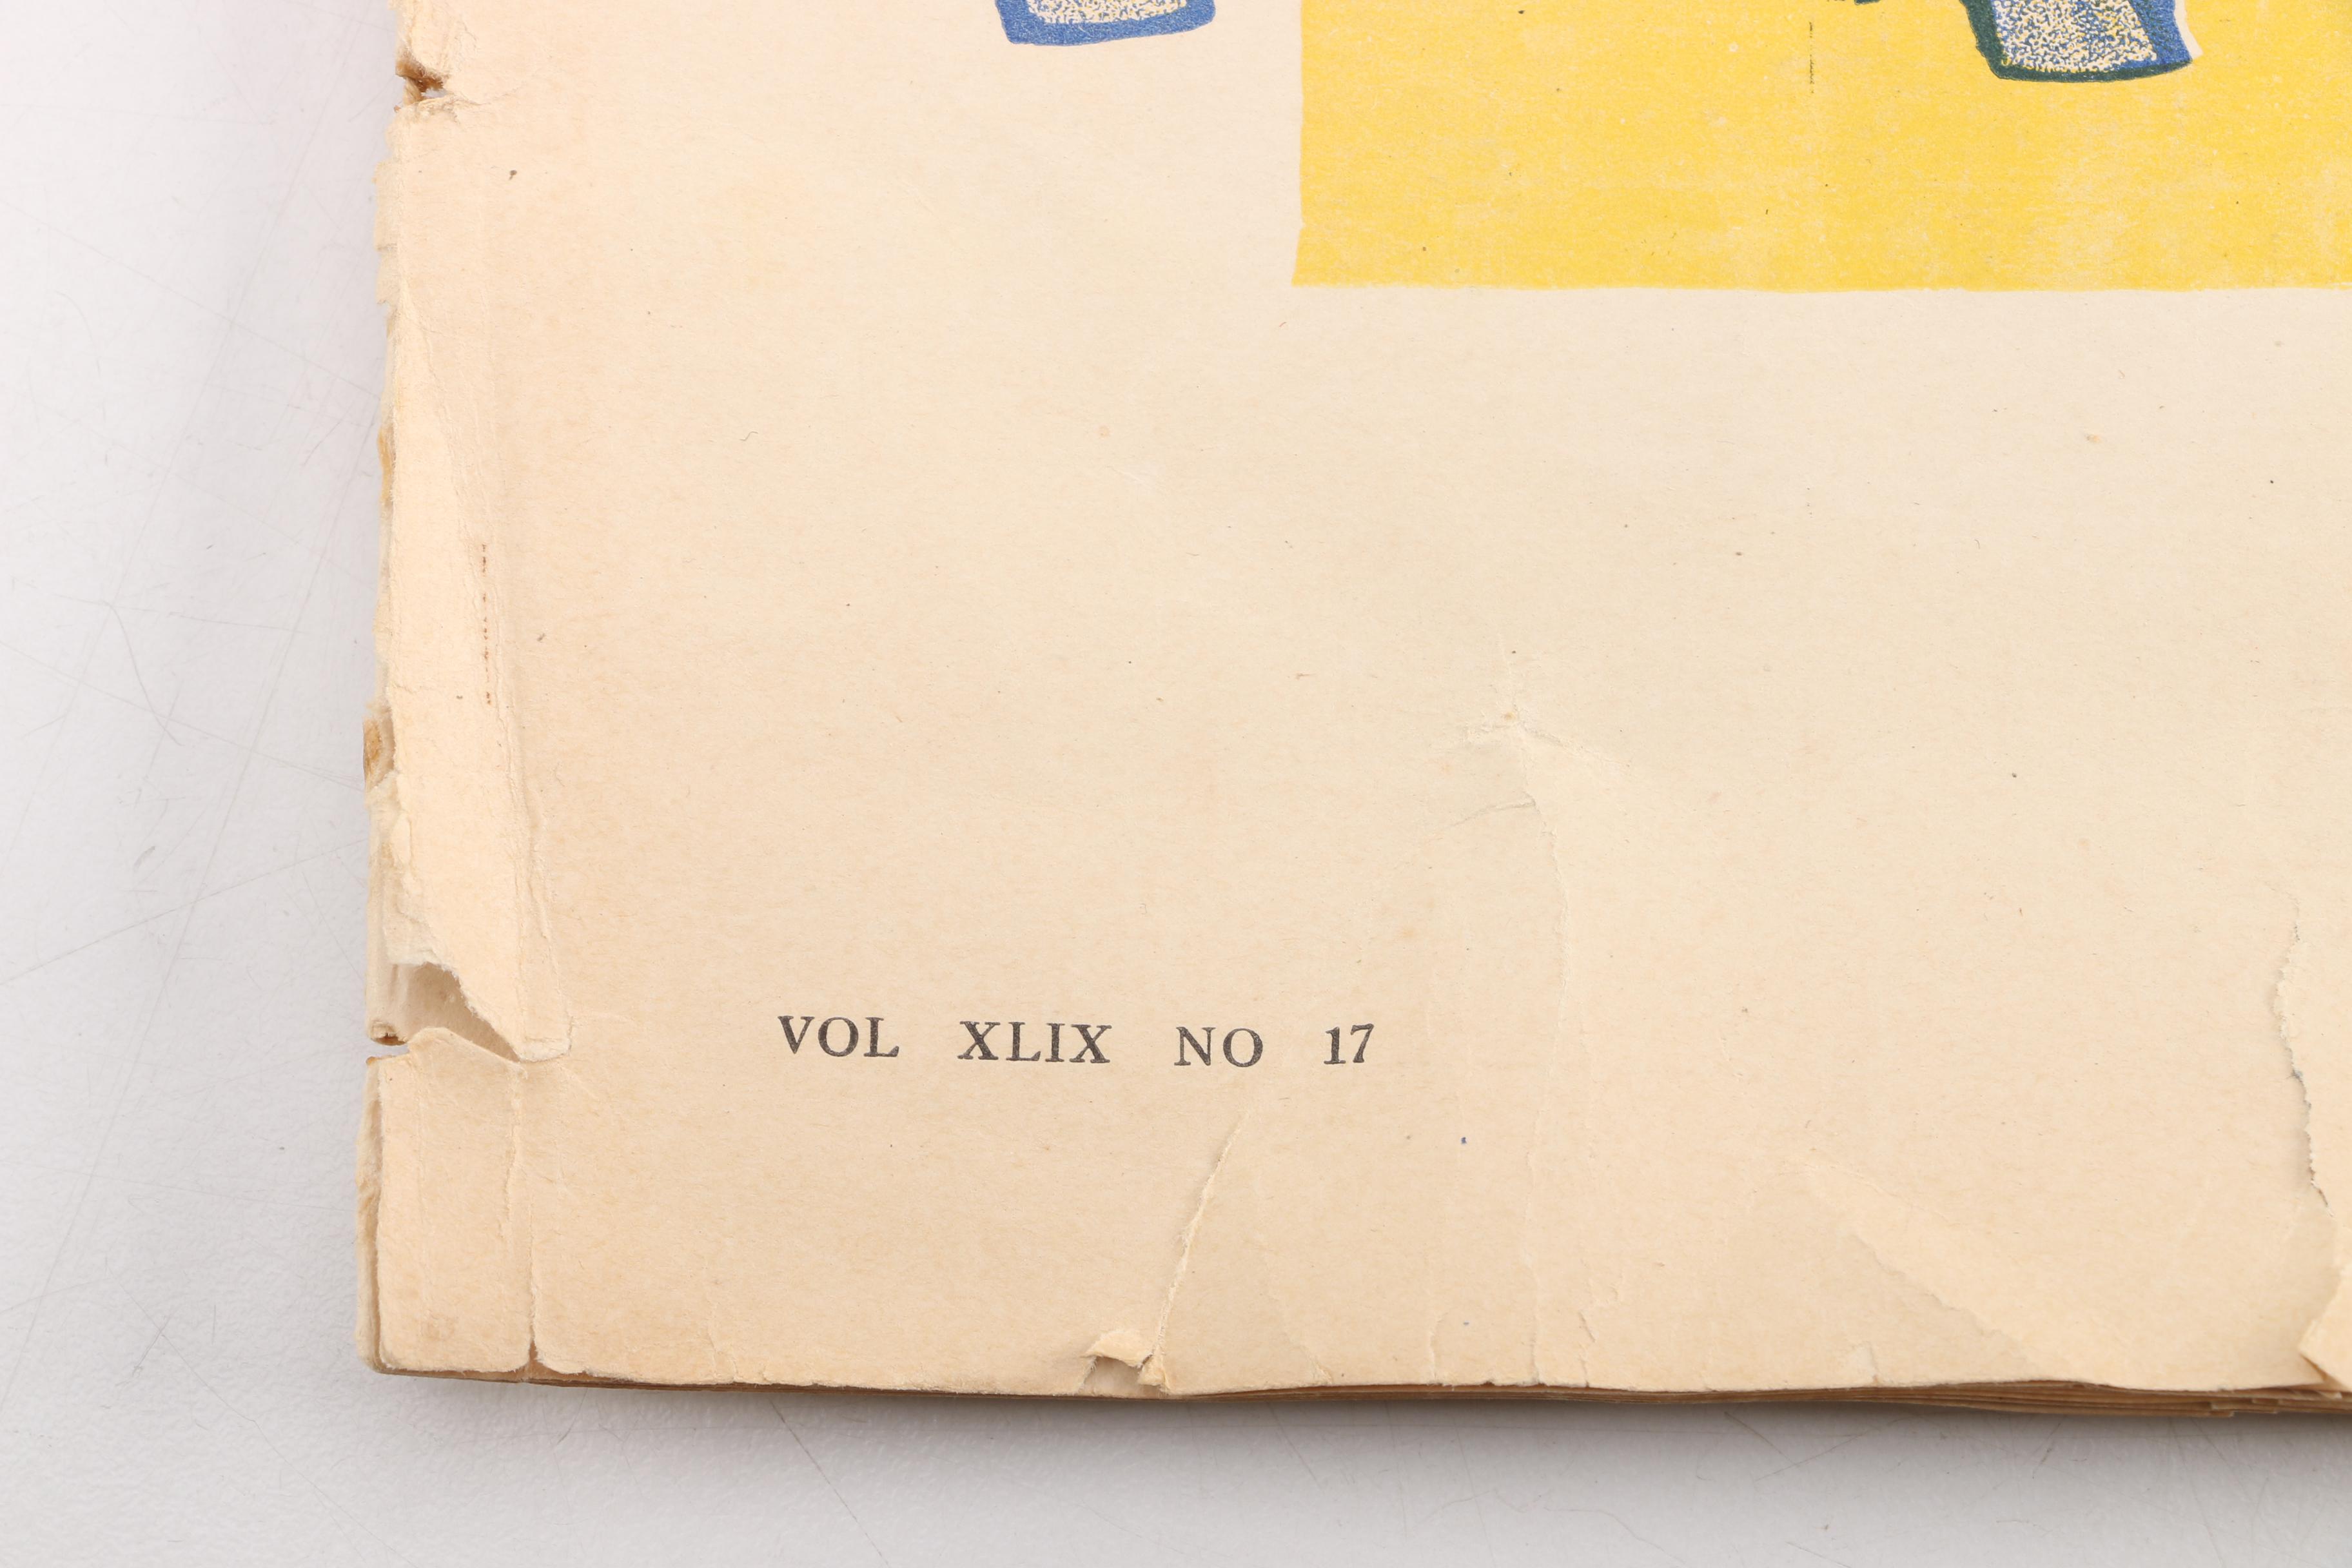 VOL XLIX NO 17